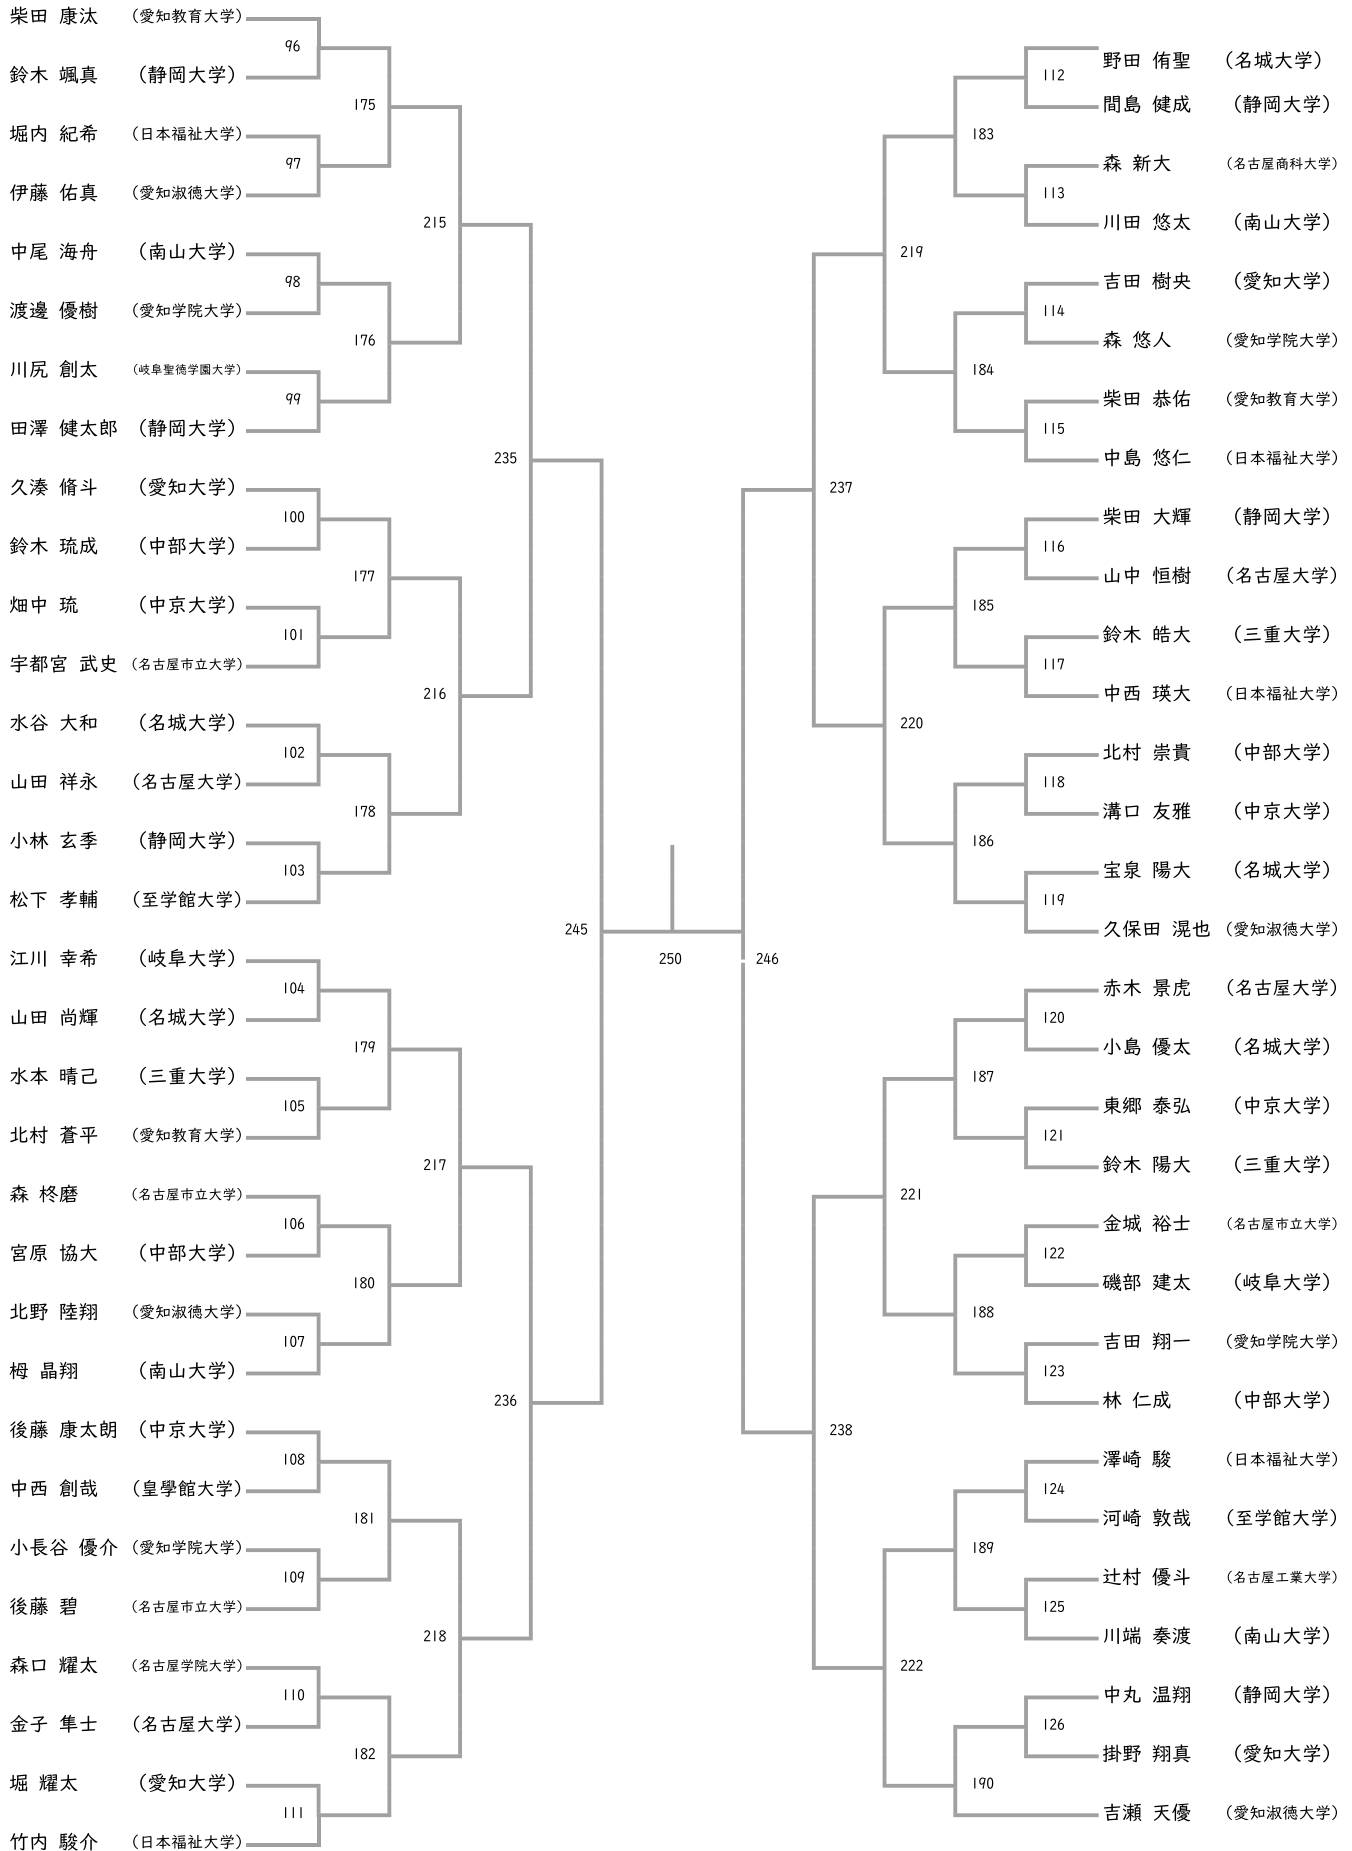 柴田 康汰 （愛知教育大学）
96
鈴木 颯真 （静岡大学）
175
堀内 紀希 （日本福祉大学）
97
伊藤 佑真 （愛知淑徳大学）
215
中尾 海舟 （南山大学）
98
渡邊 優樹 （愛知学院大学）
176
川尻 創太 （岐阜聖徳学園大学）
99
田澤 健太郎 （静岡大学）
235
久湊 脩斗 （愛知大学）
100
鈴木 琉成 （中部大学）
177
畑中 琉 （中京大学）
101
宇都宮 武史 （名古屋市立大学）
216
水谷 大和 （名城大学）
102
山田 祥永 （名古屋大学）
178
小林 玄季 （静岡大学）
103
松下 孝輔 （至学館大学）
245
江川 幸希 （岐阜大学）
104
山田 尚輝 （名城大学）
179
水本 晴己 （三重大学）
105
北村 蒼平 （愛知教育大学）
217
森 柊磨 （名古屋市立大学）
106
宮原 協大 （中部大学）
180
北野 陸翔 （愛知淑徳大学）
107
栂 晶翔 （南山大学）
236
後藤 康太朗 （中京大学）
108
中西 創哉 （皇學館大学）
181
小長谷 優介 （愛知学院大学）
109
後藤 碧 （名古屋市立大学）
218
森口 耀太 （名古屋学院大学）
110
金子 隼士 （名古屋大学）
182
堀 耀太 （愛知大学）
111
竹内 駿介 （日本福祉大学）
250
246
野田 侑聖 （名城大学）
112
間島 健成 （静岡大学）
183
森 新大 （名古屋商科大学）
113
川田 悠太 （南山大学）
219
吉田 樹央 （愛知大学）
114
森 悠人 （愛知学院大学）
184
柴田 恭佑 （愛知教育大学）
115
中島 悠仁 （日本福祉大学）
237
柴田 大輝 （静岡大学）
116
山中 恒樹 （名古屋大学）
185
鈴木 皓大 （三重大学）
117
中西 瑛大 （日本福祉大学）
220
北村 崇貴 （中部大学）
118
溝口 友雅 （中京大学）
186
宝泉 陽大 （名城大学）
119
久保田 滉也 （愛知淑徳大学）
赤木 景虎 （名古屋大学）
120
小島 優太 （名城大学）
187
東郷 泰弘 （中京大学）
121
鈴木 陽大 （三重大学）
221
金城 裕士 （名古屋市立大学）
122
磯部 建太 （岐阜大学）
188
吉田 翔一 （愛知学院大学）
123
林 仁成 （中部大学）
238
澤崎 駿 （日本福祉大学）
124
河崎 敦哉 （至学館大学）
189
辻村 優斗 （名古屋工業大学）
125
川端 奏渡 （南山大学）
222
中丸 温翔 （静岡大学）
126
掛野 翔真 （愛知大学）
190
吉瀬 天優 （愛知淑徳大学）